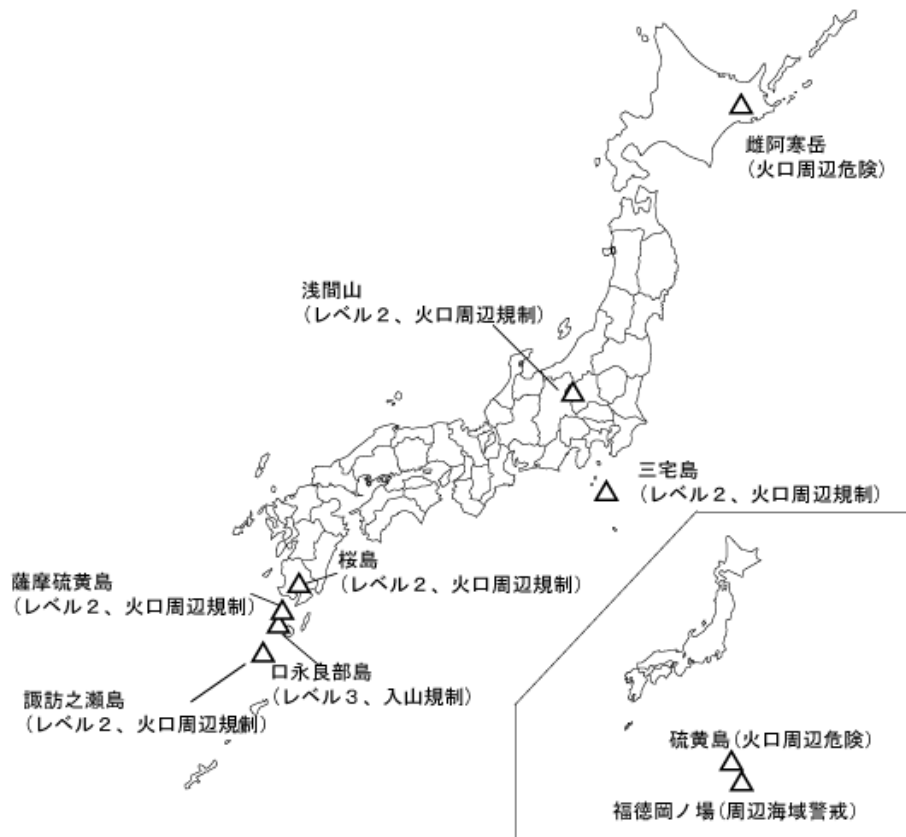 雌阿寒岳
(火口周辺危険)
浅間山
(レベル２、火口周辺規制)
三宅島
(レベル２、火口周辺規制)
桜島
(レベル２、火口周辺規制)
薩摩硫黄島
(レベル２、火口周辺規制)
口永良部島
(レベル３、入山規制)
諏訪之瀬島
(レベル２、火口周辺規制)
硫黄島(火口周辺危険)
福徳岡ノ場(周辺海域警戒)